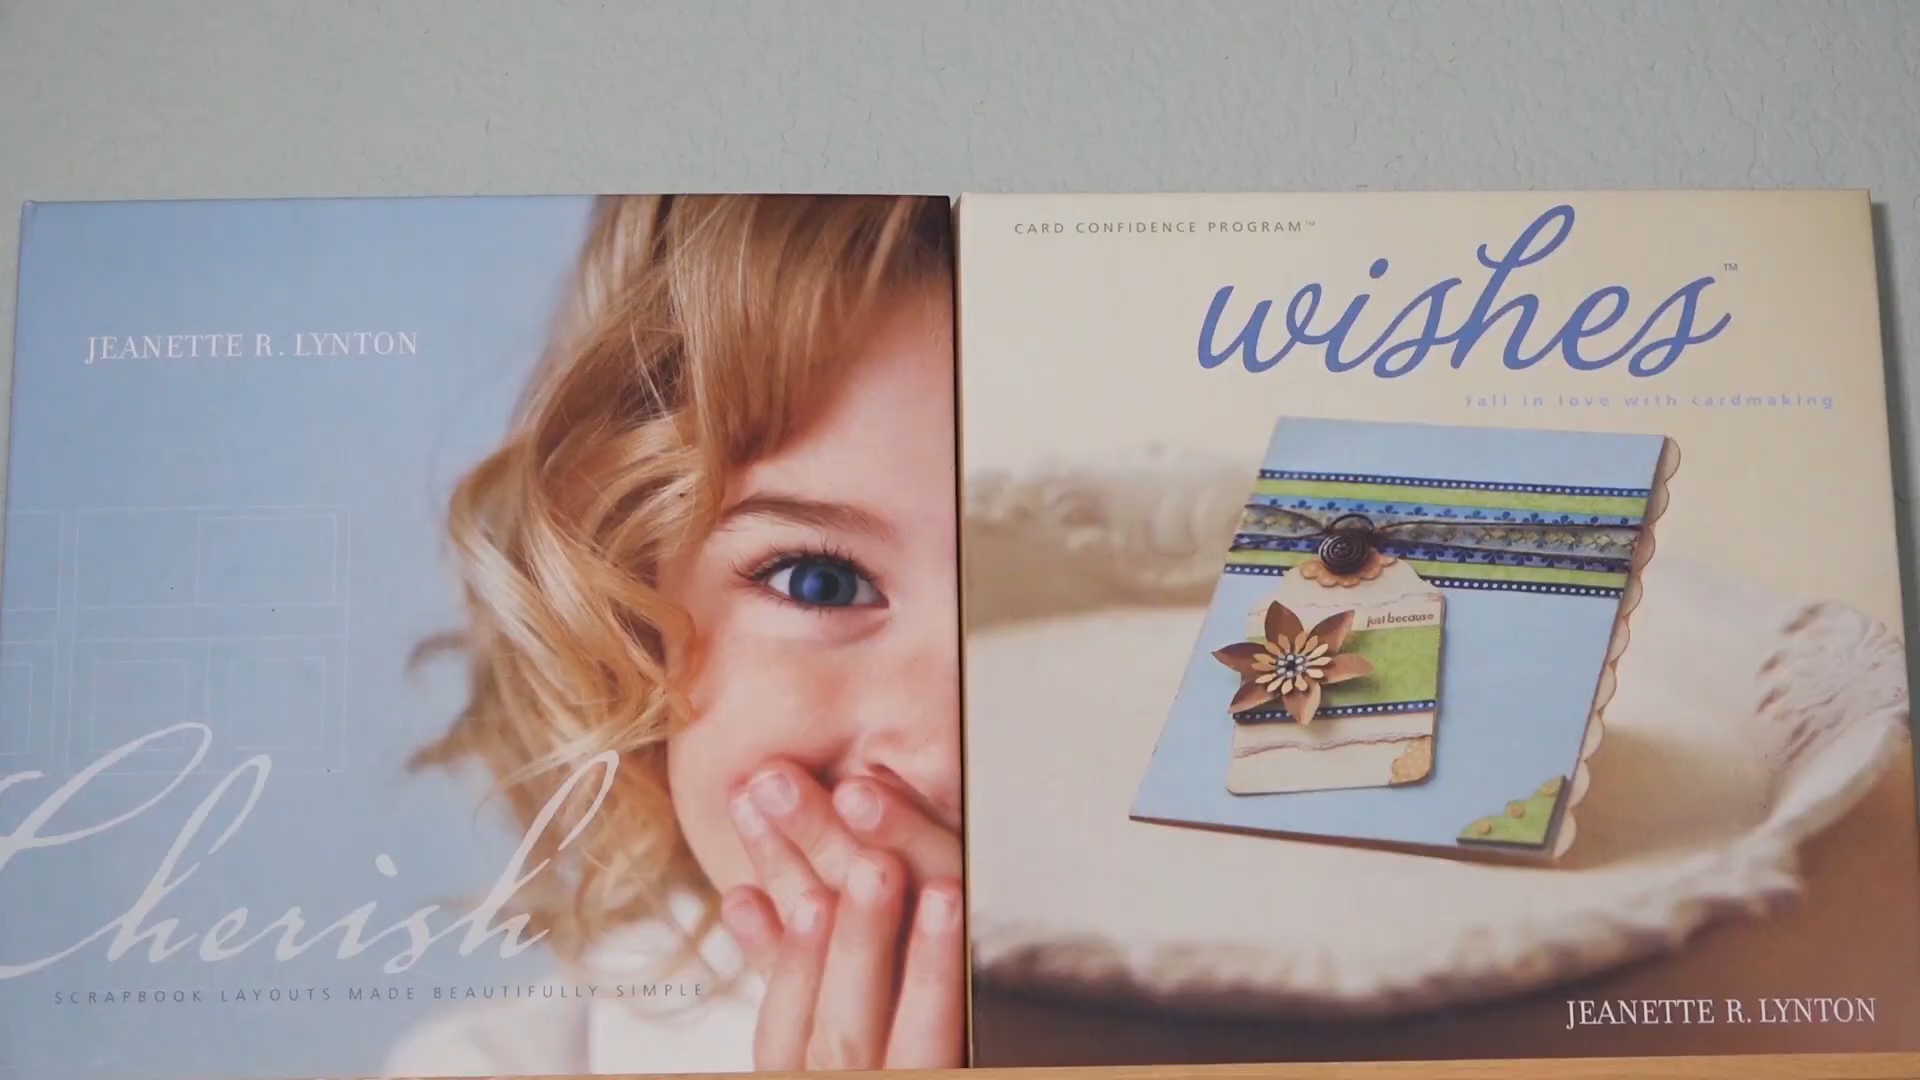 JEANETTE R. LYNTON
Cherish
SCRAPBOOK LAYOUTS MADE BEAUTIFULLY SIMPLE
CARD CONFIDENCE PROGRAM™
wishes™
fall in love with cardmaking
just because
JEANETTE R. LYNTON